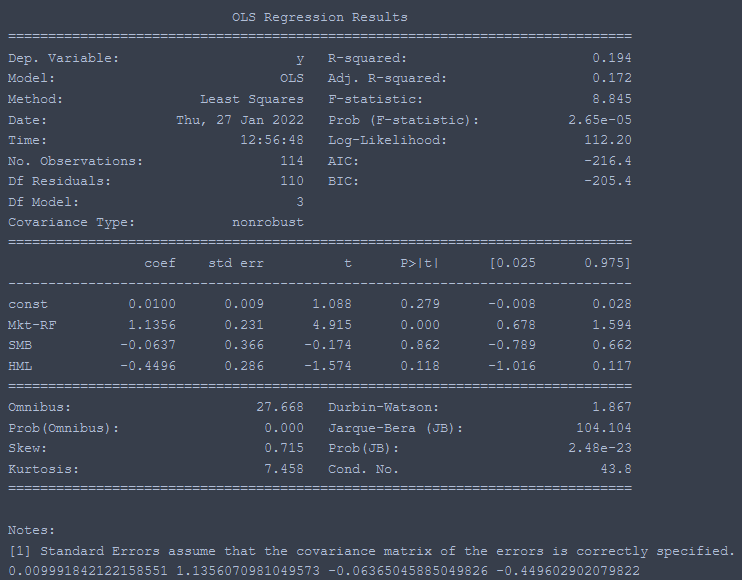 OLS Regression Results
==============================================================================
Dep. Variable:                      y   R-squared:                       0.194
Model:                            OLS   Adj. R-squared:                  0.172
Method:                 Least Squares   F-statistic:                     8.845
Date:                Thu, 27 Jan 2022   Prob (F-statistic):           2.65e-05
Time:                        12:56:48   Log-Likelihood:                 112.20
No. Observations:                 114   AIC:                            -216.4
Df Residuals:                     110   BIC:                            -205.4
Df Model:                           3
Covariance Type:            nonrobust
==============================================================================
                 coef    std err          t      P>|t|      [0.025      0.975]
------------------------------------------------------------------------------
const          0.0100      0.009      1.088      0.279      -0.008       0.028
Mkt-RF         1.1356      0.231      4.915      0.000       0.678       1.594
SMB           -0.0637      0.366     -0.174      0.862      -0.789       0.662
HML           -0.4496      0.286     -1.574      0.118      -1.016       0.117
==============================================================================
Omnibus:                       27.668   Durbin-Watson:                   1.867
Prob(Omnibus):                  0.000   Jarque-Bera (JB):              104.104
Skew:                           0.715   Prob(JB):                     2.48e-23
Kurtosis:                       7.458   Cond. No.                         43.8
==============================================================================
Notes:
[1] Standard Errors assume that the covariance matrix of the errors is correctly specified.
0.009991842122158551 1.1356070981049573 -0.06365045885049826 -0.449602902079822